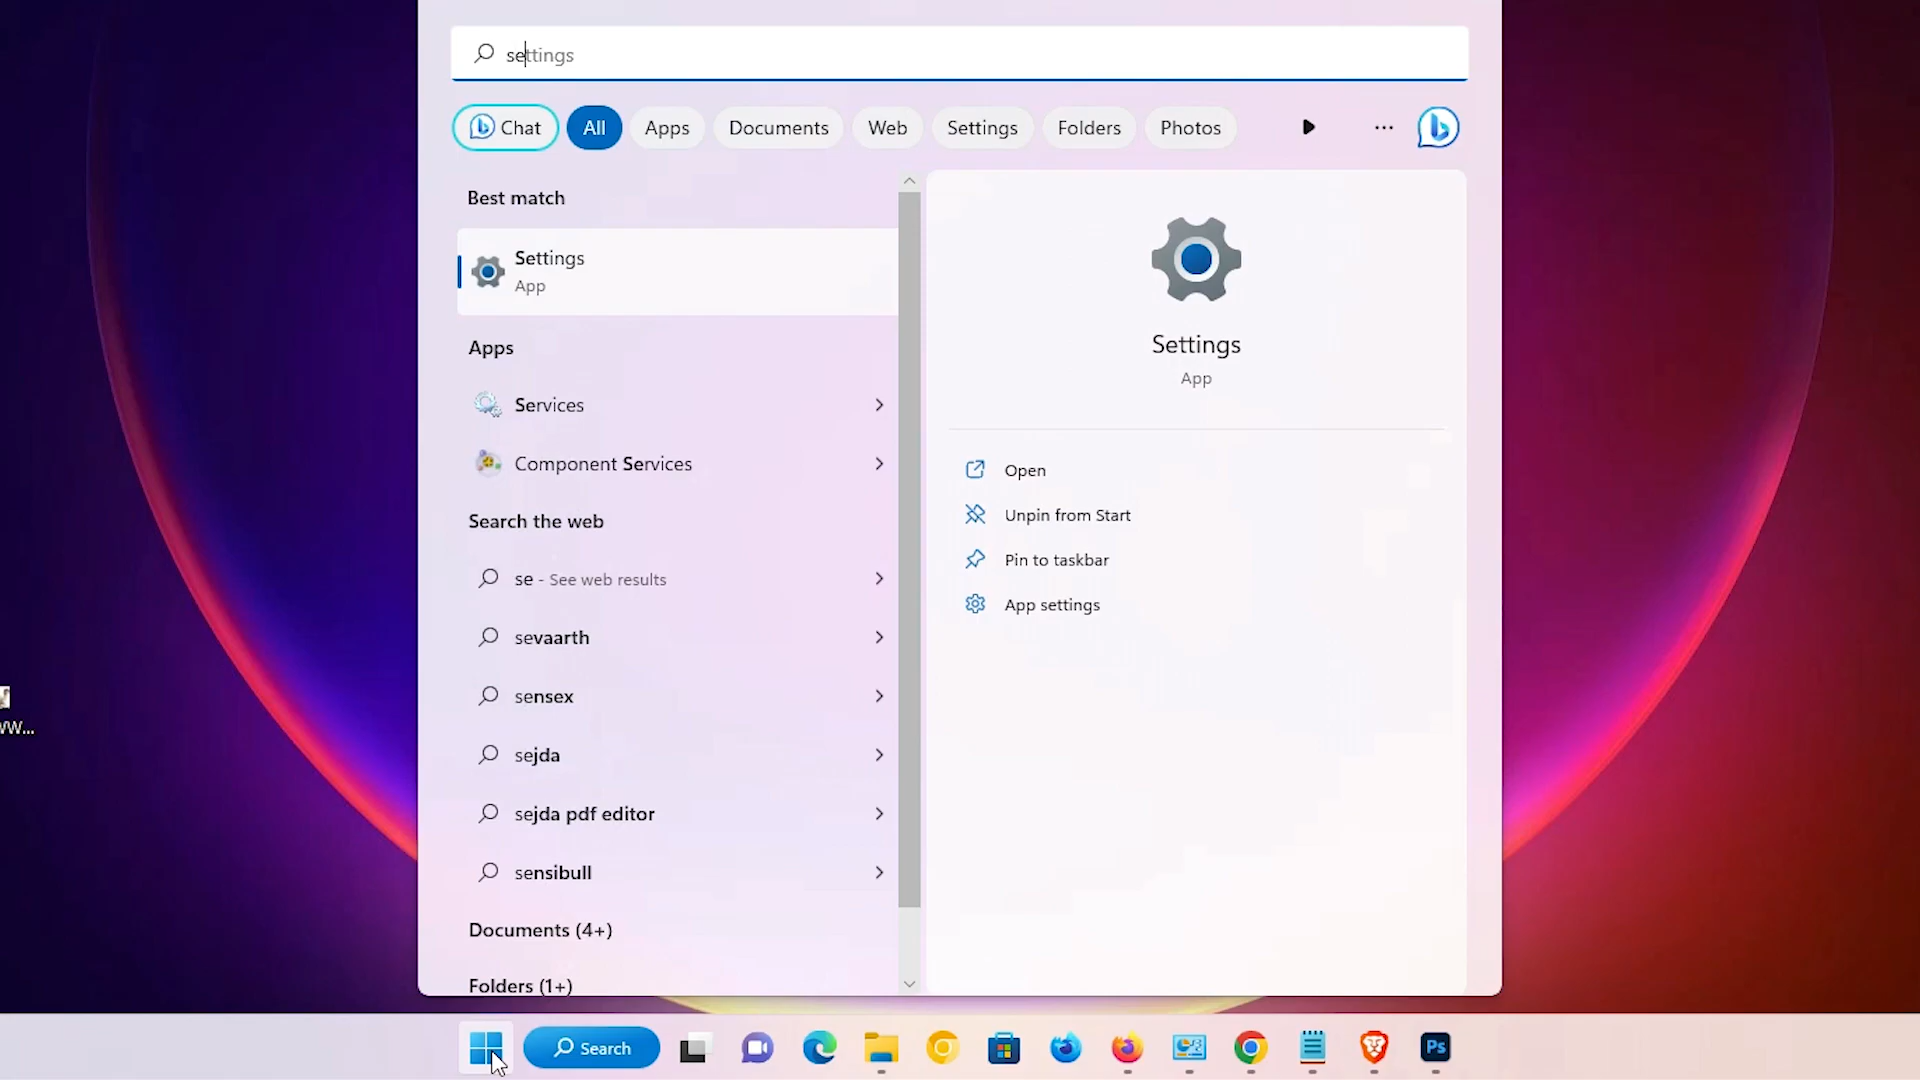 settings
Chat
All
Apps
Documents
Web
Settings
Folders
Photos
Best match
Settings
App
Apps
Services
Component Services
Search the web
se - See web results
sevaarth
sensex
sejda
sejda pdf editor
sensibull
Documents (4+)
Folders (1+)
Settings
App
Open
Unpin from Start
Pin to taskbar
App settings
Search
Ps